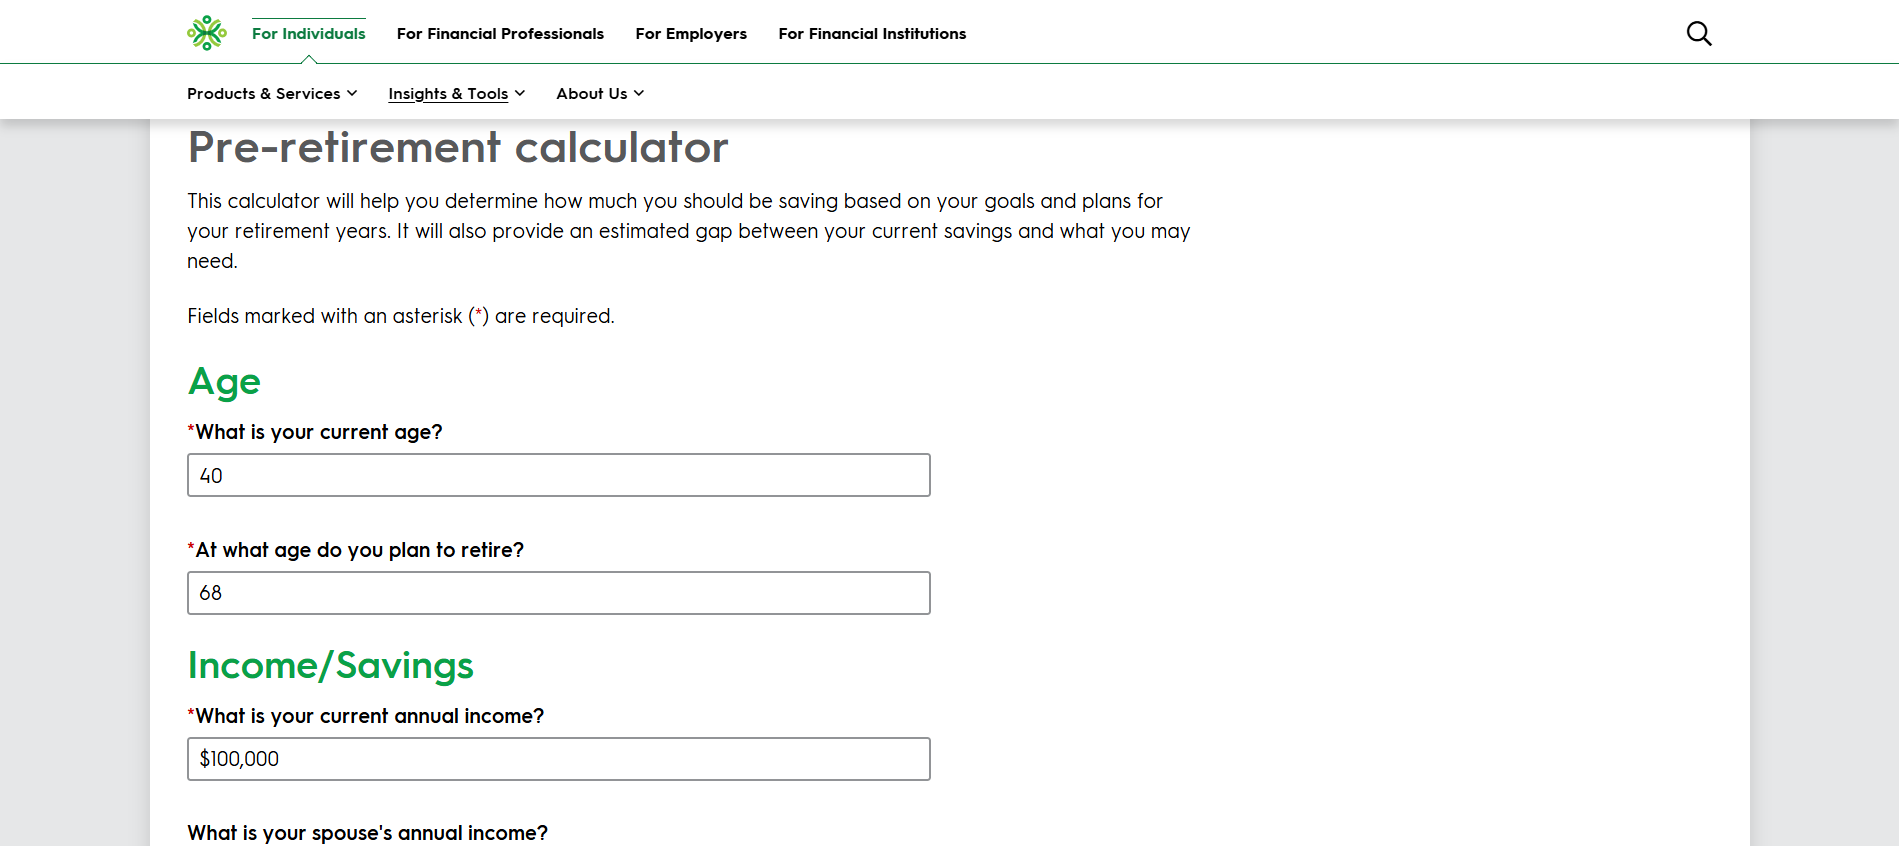 For Individuals For Financial Professionals For Employers For Financial Institutions
Products & Services Insights & Tools About Us
Pre-retirement calculator
This calculator will help you determine how much you should be saving based on your goals and plans for
your retirement years. It will also provide an estimated gap between your current savings and what you may
need.
Fields marked with an asterisk (*) are required.
Age
*What is your current age?
40
*At what age do you plan to retire?
68
Income/Savings
*What is your current annual income?
$100,000
What is your spouse's annual income?